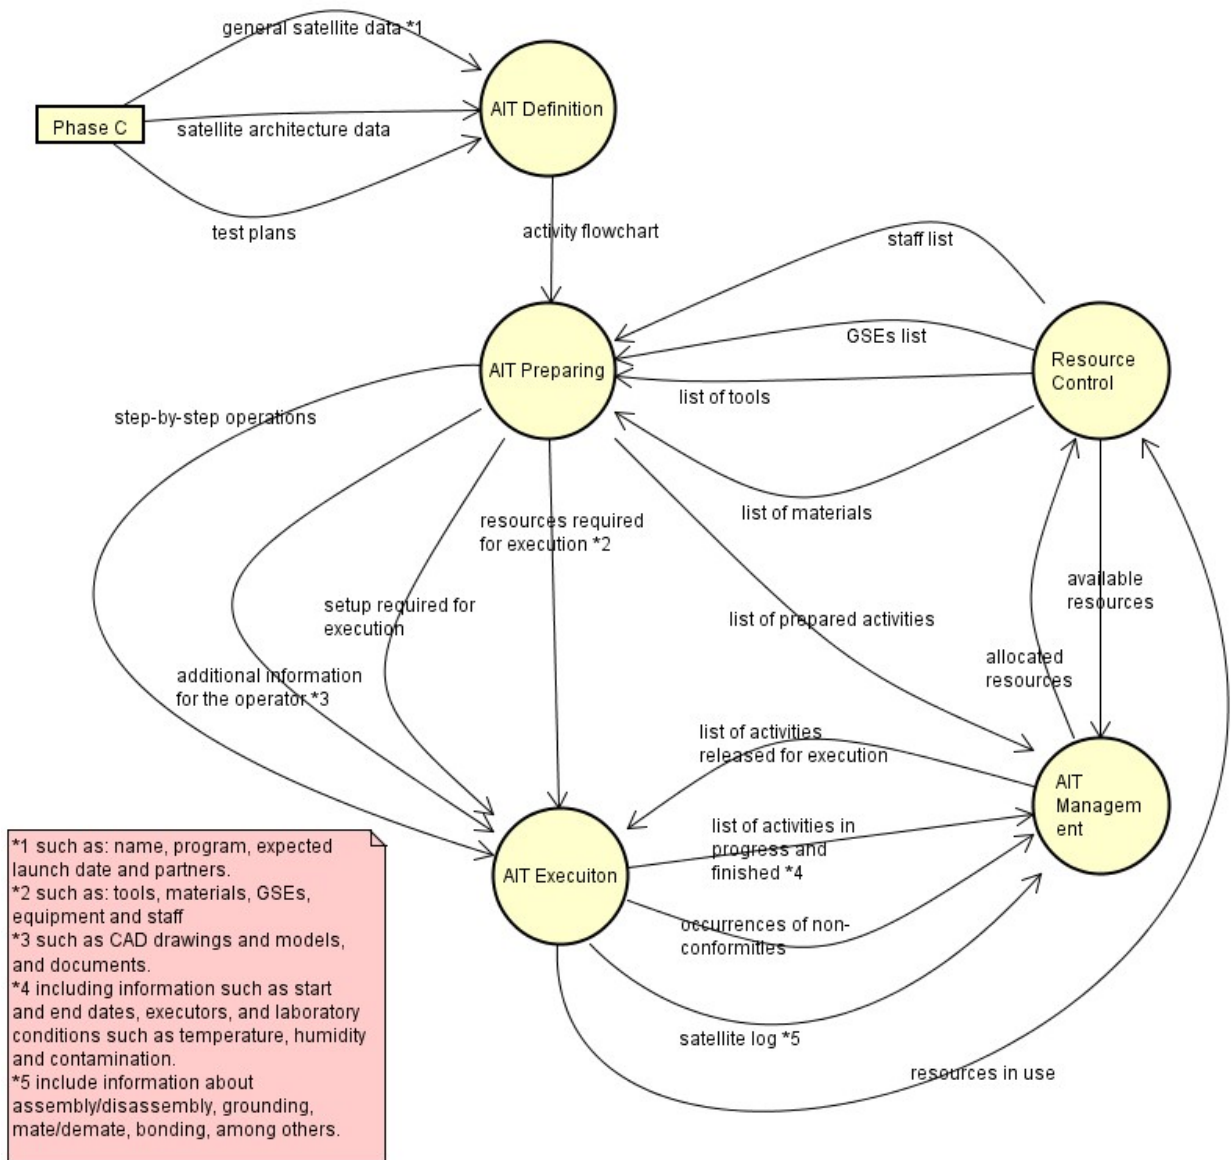 general satellite data *1
AIT Definition
Phase C
satellite architecture data
test plans
activity flowchart
staff list
GSEs list
AIT Preparing
Resource
Control
list of tools
step-by-step operations
list of materials
resources required
for execution *2
available
resources
setup required for
execution
list of prepared activities
allocated
resources
additional information
for the operator *3
list of activities
released for execution
AIT
Managem
ent
list of activities in
progress and
finished *4
AIT Execuiton
occurrences of non-
conformities
satellite log *5
resources in use
*1 such as: name, program, expected
launch date and partners.
*2 such as: tools, materials, GSEs,
equipment and staff
*3 such as CAD drawings and models,
and documents.
*4 including information such as start
and end dates, executors, and laboratory
conditions such as temperature, humidity
and contamination.
*5 include information about
assembly/disassembly, grounding,
mate/demate, bonding, among others.